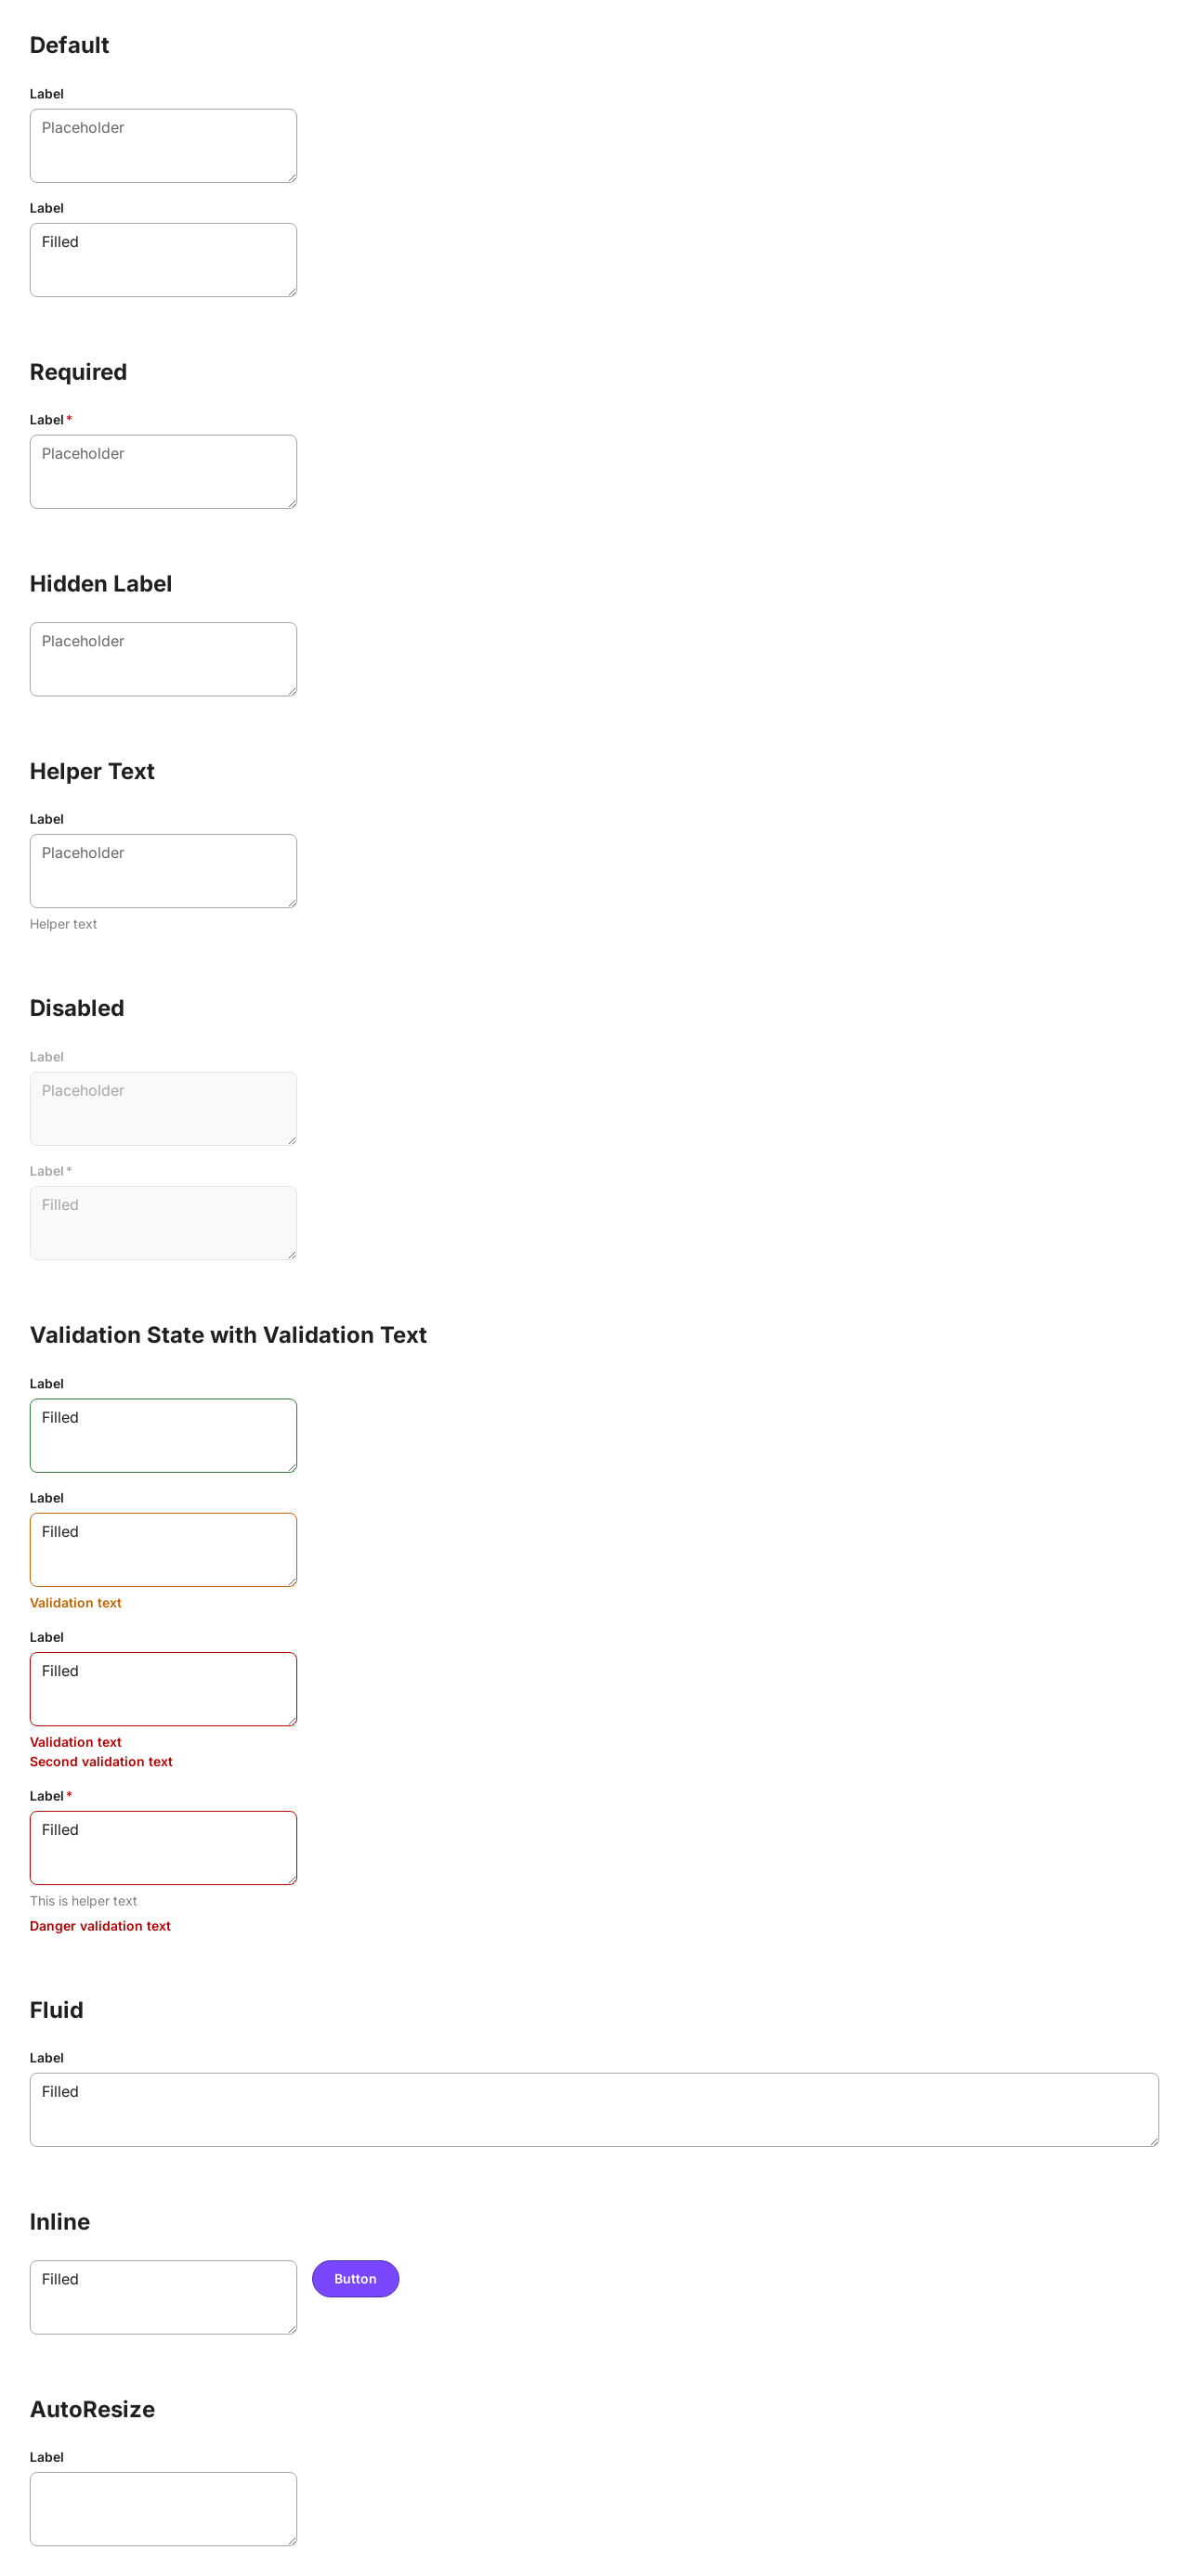 Default
Label
Placeholder
Label
Filled
Required
Label *
Placeholder
Hidden Label
Placeholder
Helper Text
Label
Placeholder
Helper text
Disabled
Label
Placeholder
Label *
Filled
Validation State with Validation Text
Label
Filled
Label
Filled
Validation text
Label
Filled
Validation text
Second validation text
Label *
Filled
This is helper text
Danger validation text
Fluid
Label
Filled
Inline
Filled
Button
AutoResize
Label